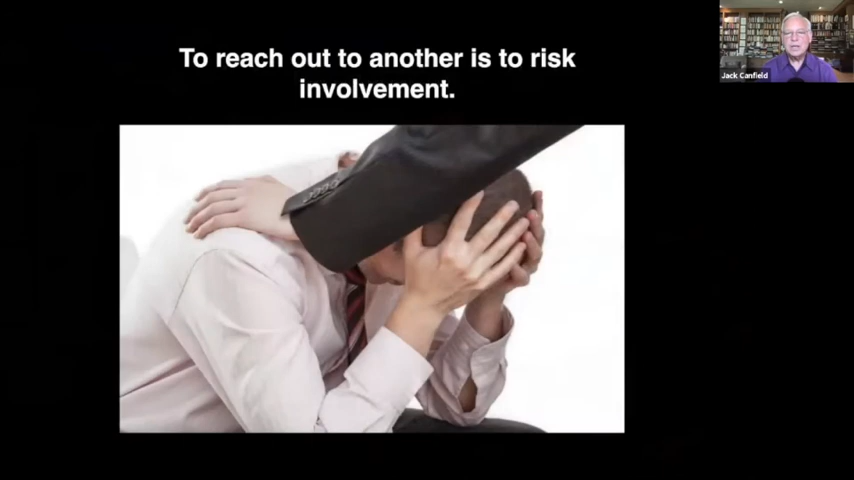 To reach out to another is to risk
involvement.
Jack Canfield